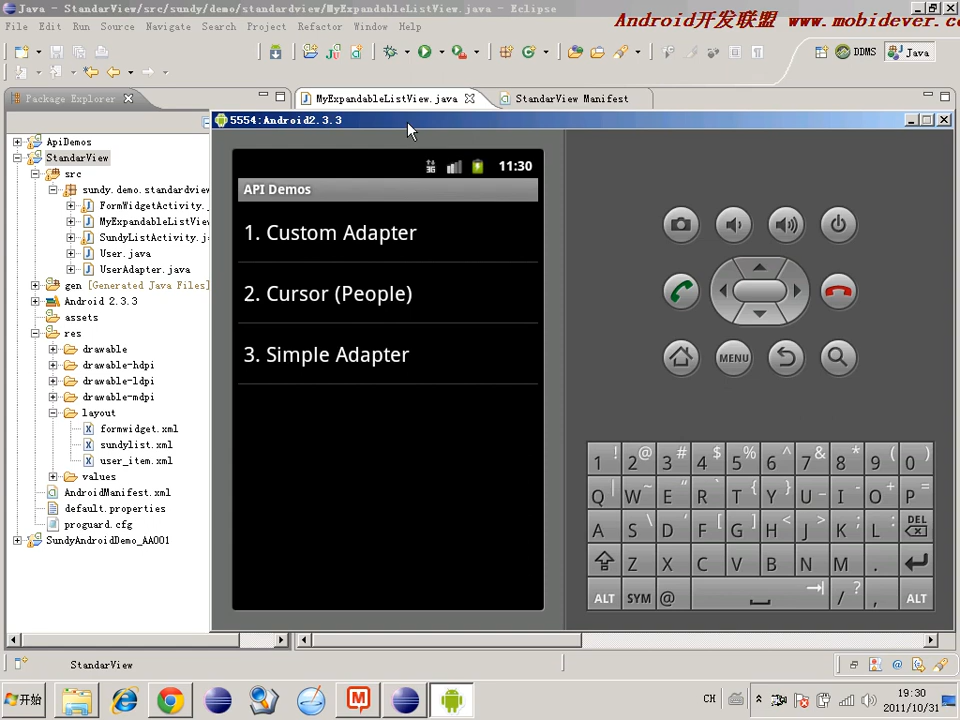 Java - StandarView/src/sundy/demo/standardview/MyExpandableListView.java - Eclipse
Android开发联盟 www.mobidever.co
File Edit Run Source Navigate Search Project Refactor Window Help
DDMS Java
Package Explorer
MyExpandableListView.java
StandarView Manifest
5554:Android2.3.3
ApiDemos
StandarView
src
sundy.demo.standardview
FormWidgetActivity.
MyExpandableListView
SundyListActivity.j
User.java
UserAdapter.java
gen [Generated Java Files]
Android 2.3.3
assets
res
drawable
drawable-hdpi
drawable-ldpi
drawable-mdpi
layout
formwidget.xml
sundylist.xml
user_item.xml
values
AndroidManifest.xml
default.properties
proguard.cfg
SundyAndroidDemo_AA001
11:30
API Demos
1. Custom Adapter
2. Cursor (People)
3. Simple Adapter
MENU
1 ! 2 @ 3 # 4 $ 5 % 6 ^ 7 & 8 * 9 ( 0 )
Q | W ~ E " R ` T { Y } U _ I - O + P =
A S \ D ' F [ G ] H < J > K ; L : DEL
Z X C V B N M .
ALT SYM @ / ? , ALT
StandarView
开始
CH
19:30
2011/10/31